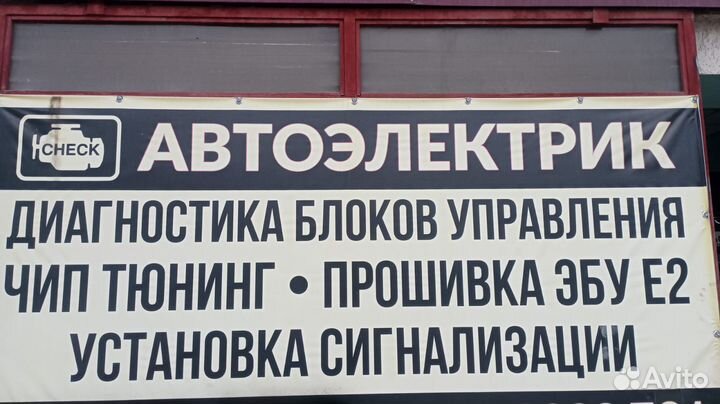 CHECK АВТОЭЛЕКТРИК
ДИАГНОСТИКА БЛОКОВ УПРАВЛЕНИЯ
ЧИП ТЮНИНГ • ПРОШИВКА ЭБУ Е2
УСТАНОВКА СИГНАЛИЗАЦИИ
Avito